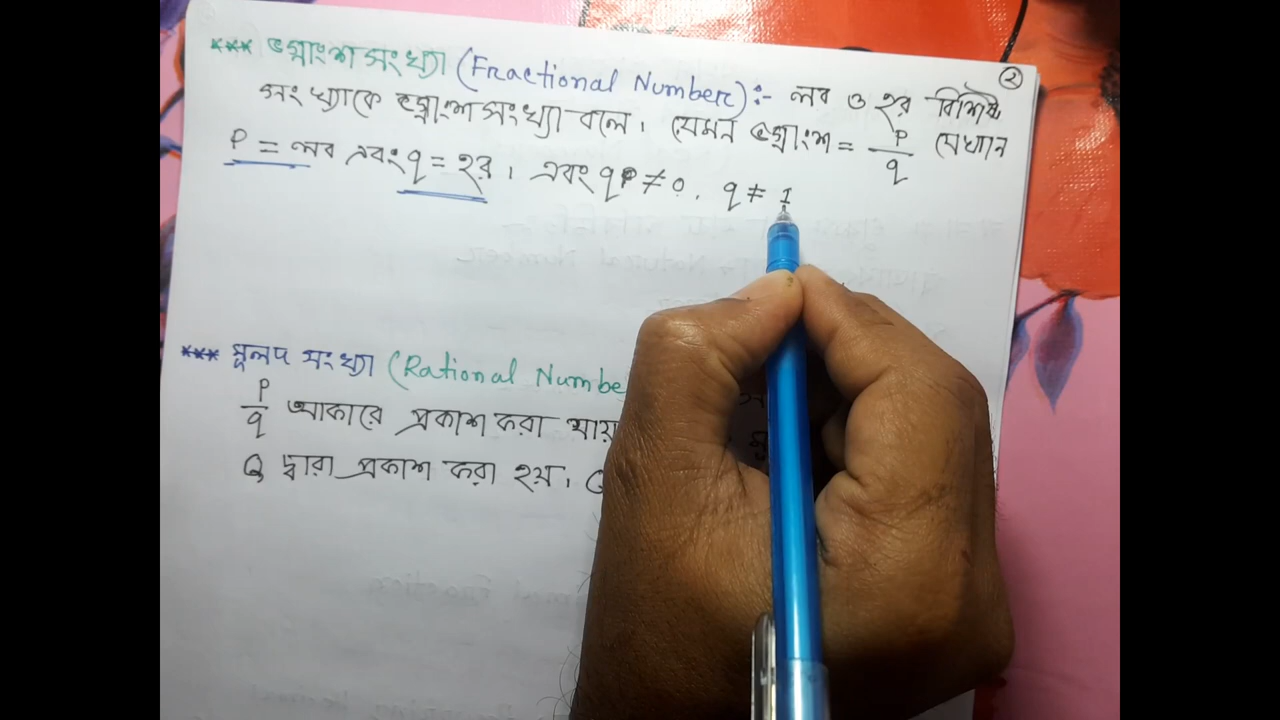 ②
*** ভগ্নাংশ সংখ্যা (Fractional Number):- লব ও হর বিশিষ্ট
সংখ্যাকে ভগ্নাংশ সংখ্যা বলে। যেমন ভগ্নাংশ = p/q যেখানে
P = লব এবং q = হর। এবং q ≠ 0, q ≠ 1
*** মূলদ সংখ্যা (Rational Numbe
p/q আকারে প্রকাশ করা যায়
Q দ্বারা প্রকাশ করা হয়।